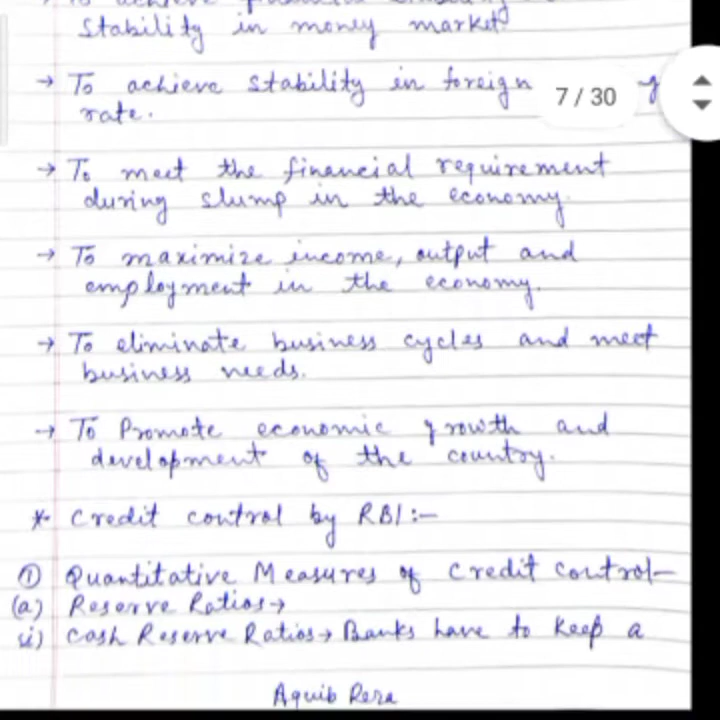 stability in money market.
→ To achieve stability in foreign
rate.
7/30
→ To meet the financial requirement
during slump in the economy.
→ To maximize income, output and
employment in the economy.
→ To eliminate business cycles and meet
business needs.
→ To Promote economic growth and
development of the country.
* Credit control by RBI:-
① Quantitative Measures of credit control-
(a) Reserve Ratios→
(i) Cash Reserve Ratios→ Banks have to keep a
Aquib Reza